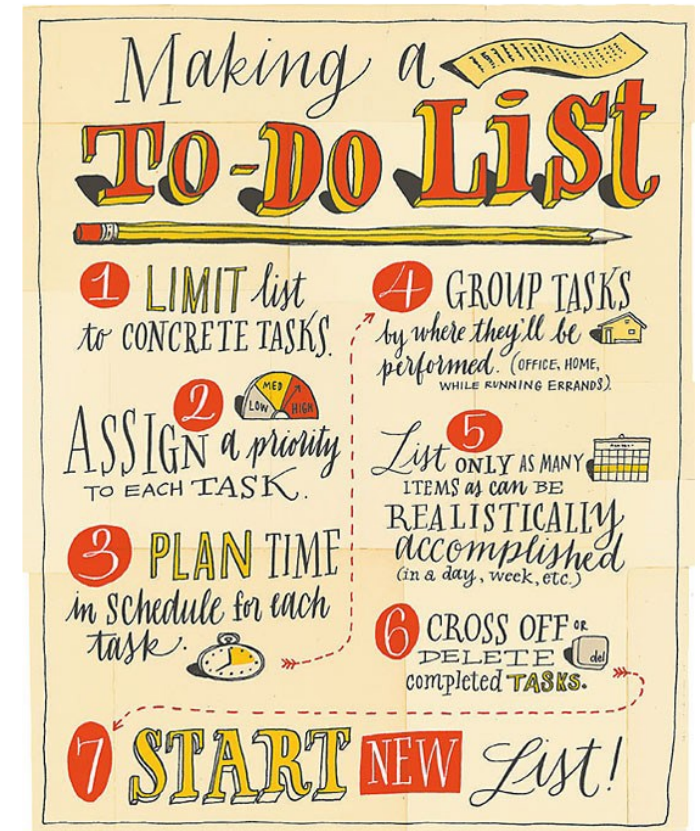 Making a
TO-DO LiSt
1 LIMIT list
to CONCRETE TASKS.
2
LOW MED HIGH
ASSIGN a priority
TO EACH TASK.
3 PLAN TIME
in Schedule for each
task.
4 GROUP TASKS
by where they'll be
performed. (OFFICE, HOME,
WHILE RUNNING ERRANDS).
5
List ONLY AS MANY
ITEMS as can BE
REALISTICALLY
accomplished
(in a day, week, etc.)
6 CROSS OFF OR
DELETE del
completed TASKS.
7 START NEW List!